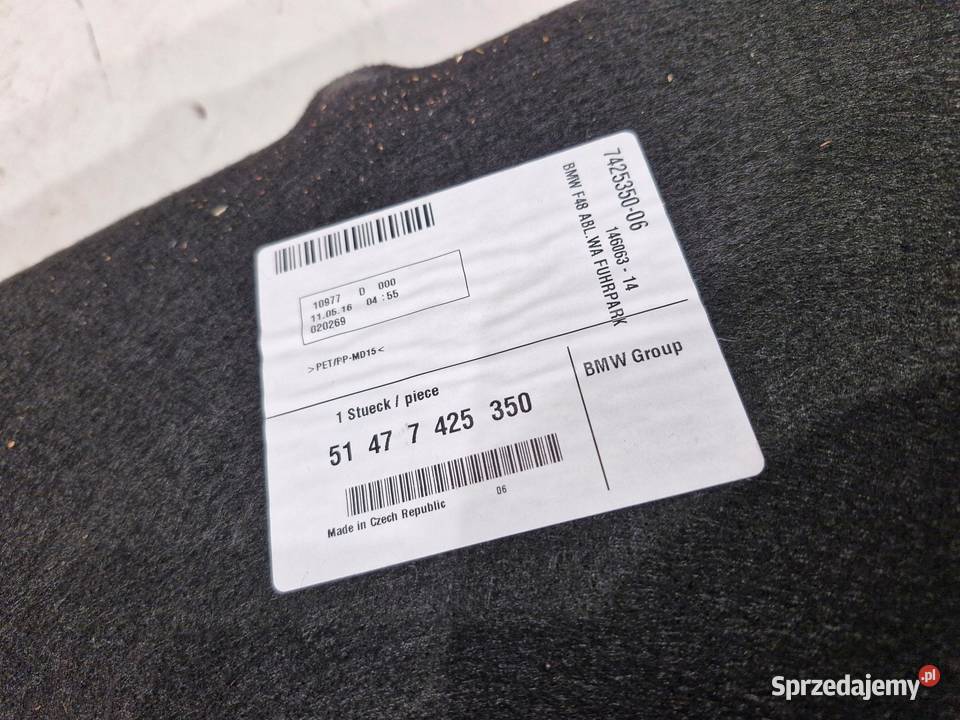 7425350-06
146063 - 14
BMW F48 ABL.WA FUHRPARK
10977 D 000
11.05.16 04:55
020269
>PET/PP-MD15<
1 Stueck / piece
51 47 7 425 350
06
Made in Czech Republic
BMW Group
Sprzedajemy.pl